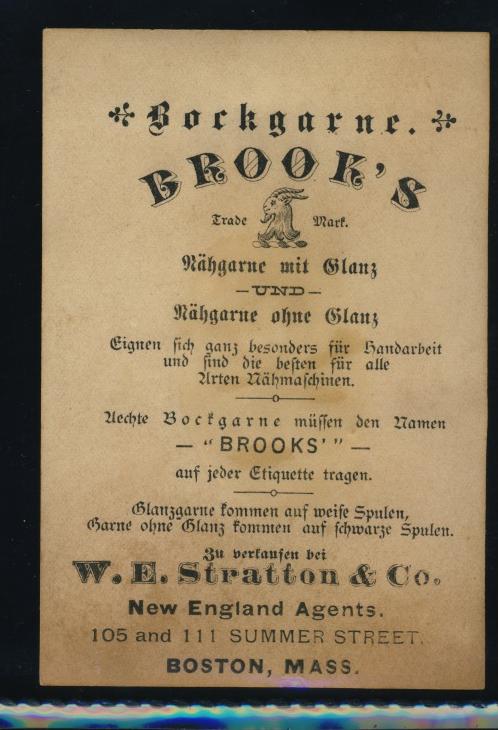 Bockgarne.
BROOK'S
Trade Mark.
Nähgarne mit Glanz
— UND —
Nähgarne ohne Glanz
Eignen sich ganz besonders für Handarbeit
und sind die besten für alle
Arten Nähmaschinen.
Aechte Bockgarne müssen den Namen
— "BROOKS'" —
auf jeder Etiquette tragen.
Glanzgarne kommen auf weiße Spulen,
Garne ohne Glanz kommen auf schwarze Spulen.
Zu verkaufen bei
W. E. Stratton & Co.
New England Agents.
105 and 111 SUMMER STREET.
BOSTON, MASS.